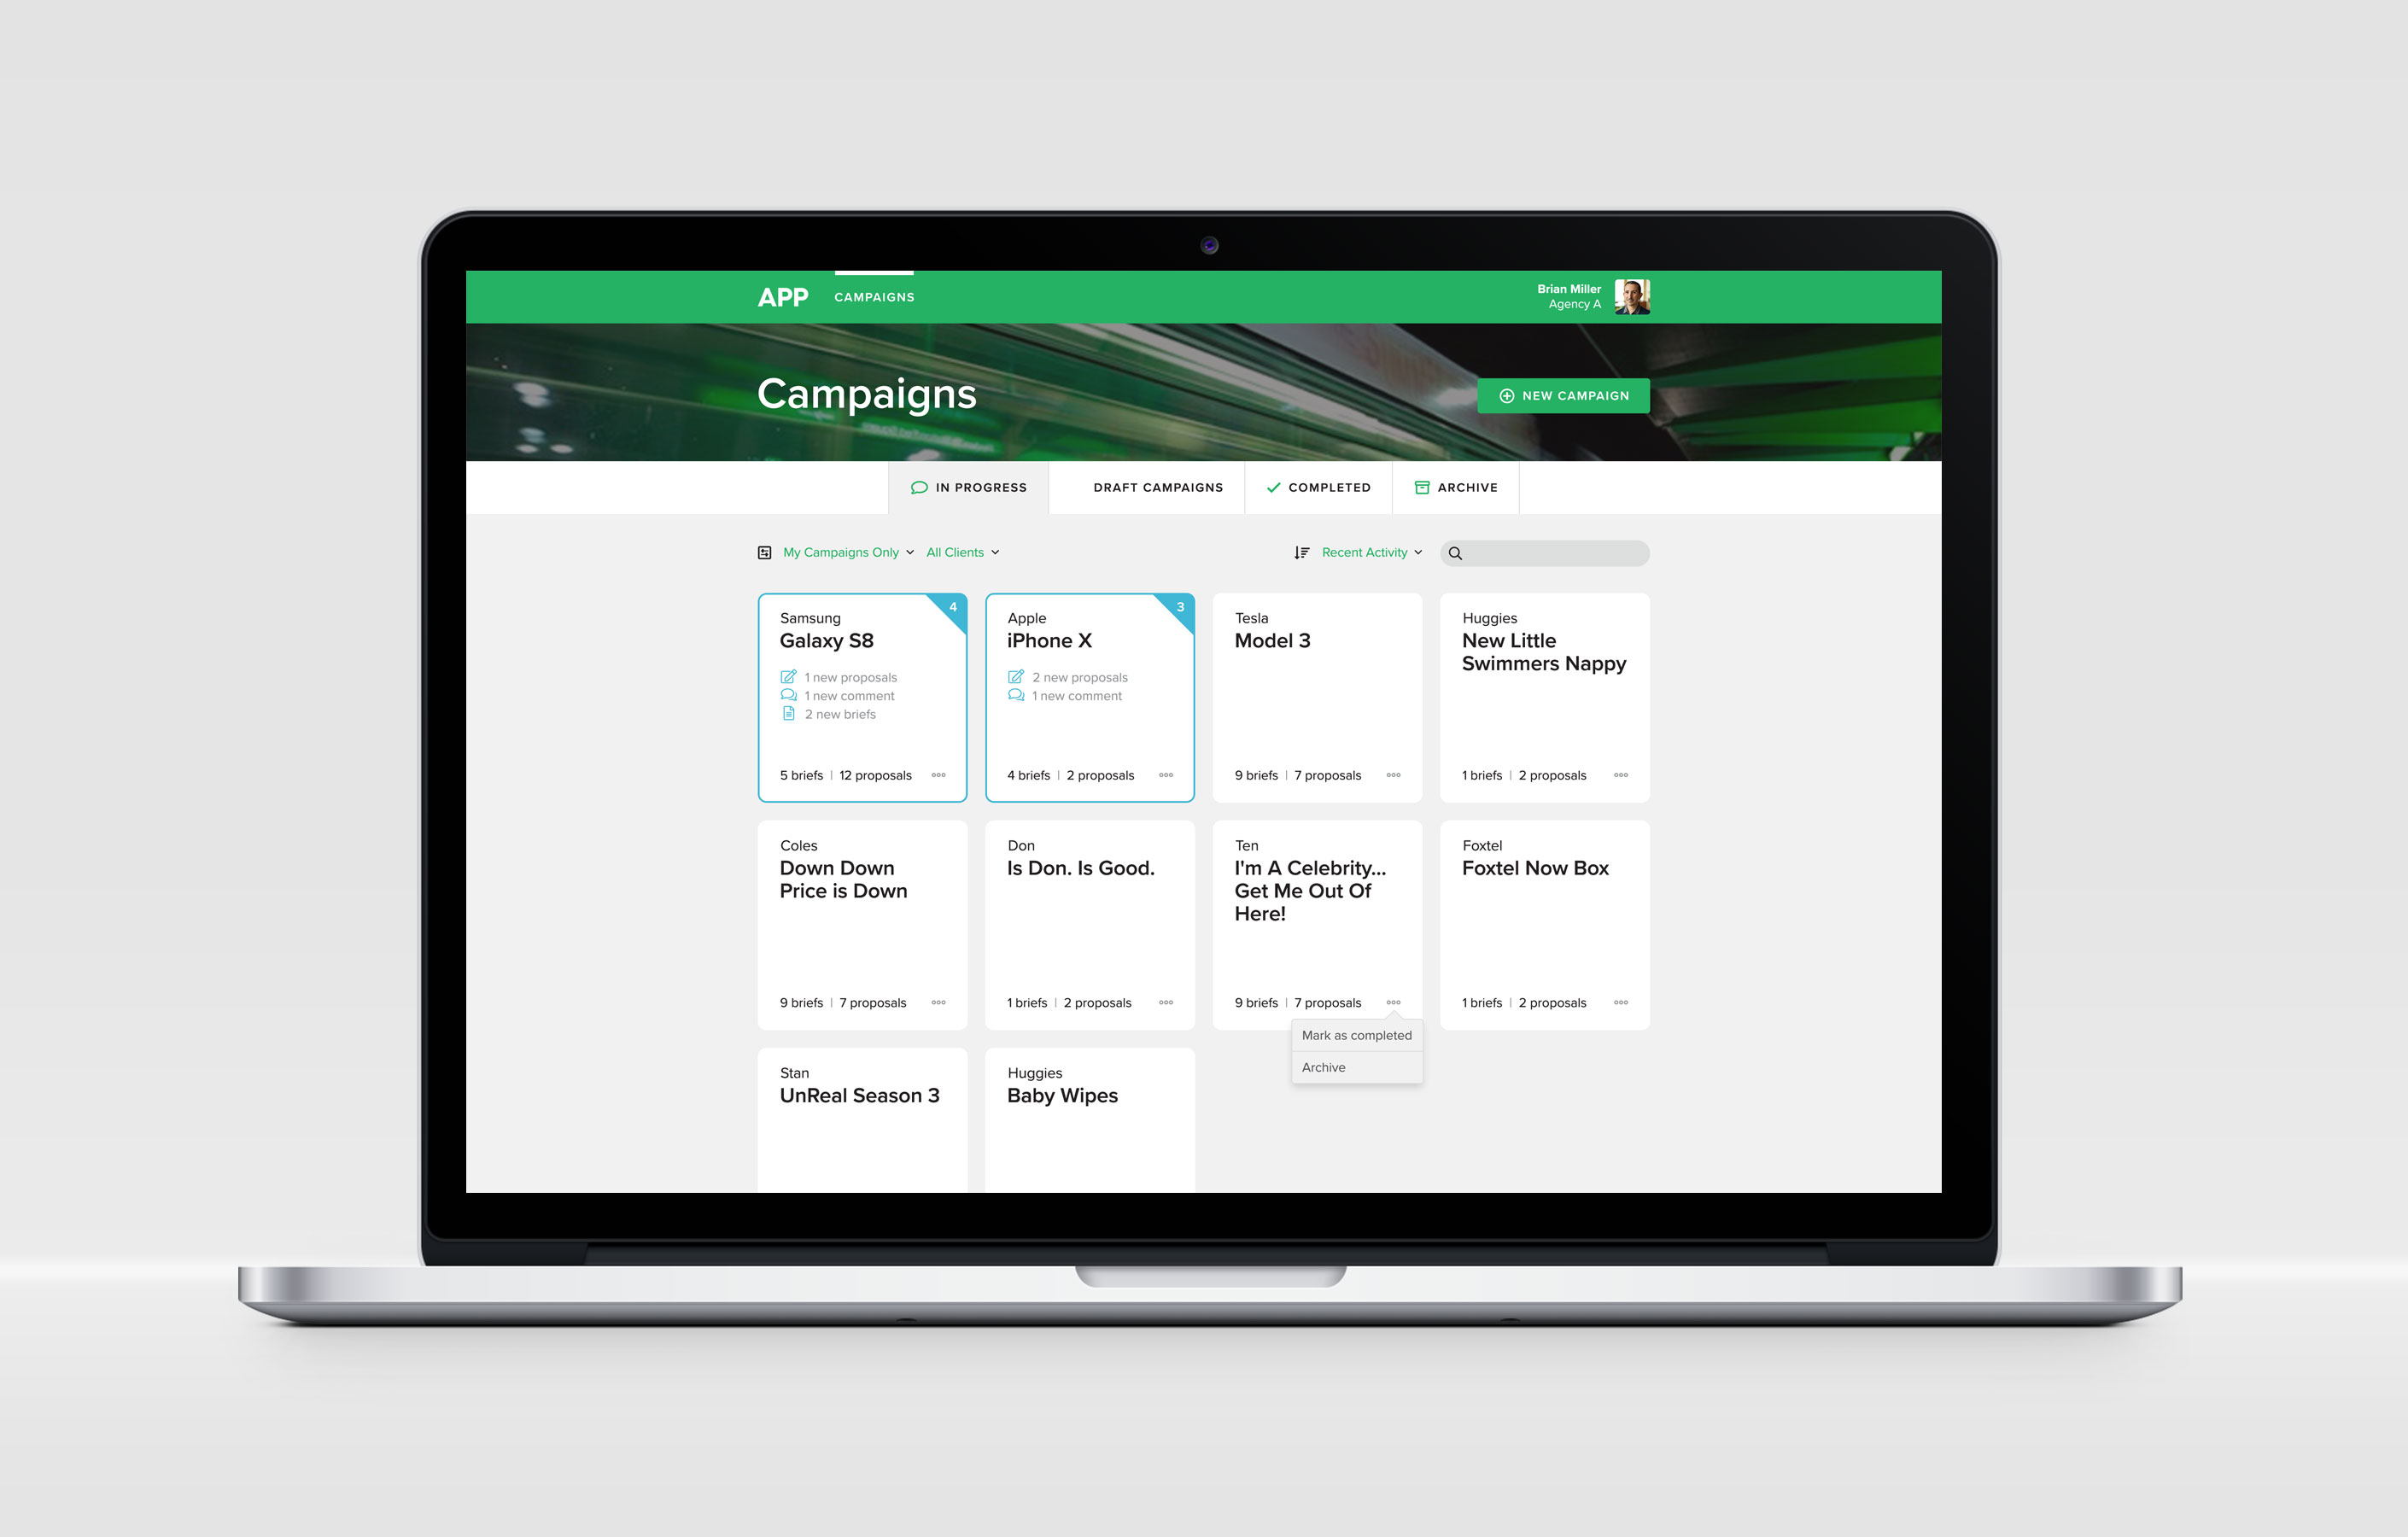 APP
CAMPAIGNS
Brian Miller
Agency A
Campaigns
NEW CAMPAIGN
IN PROGRESS
DRAFT CAMPAIGNS
COMPLETED
ARCHIVE
My Campaigns Only
All Clients
Recent Activity
Samsung
Galaxy S8
4
1 new proposals
1 new comment
2 new briefs
5 briefs | 12 proposals
Apple
iPhone X
3
2 new proposals
1 new comment
4 briefs | 2 proposals
Tesla
Model 3
9 briefs | 7 proposals
Huggies
New Little
Swimmers Nappy
1 briefs | 2 proposals
Coles
Down Down
Price is Down
9 briefs | 7 proposals
Don
Is Don. Is Good.
1 briefs | 2 proposals
Ten
I'm A Celebrity...
Get Me Out Of
Here!
9 briefs | 7 proposals
Mark as completed
Archive
Foxtel
Foxtel Now Box
1 briefs | 2 proposals
Stan
UnReal Season 3
Huggies
Baby Wipes